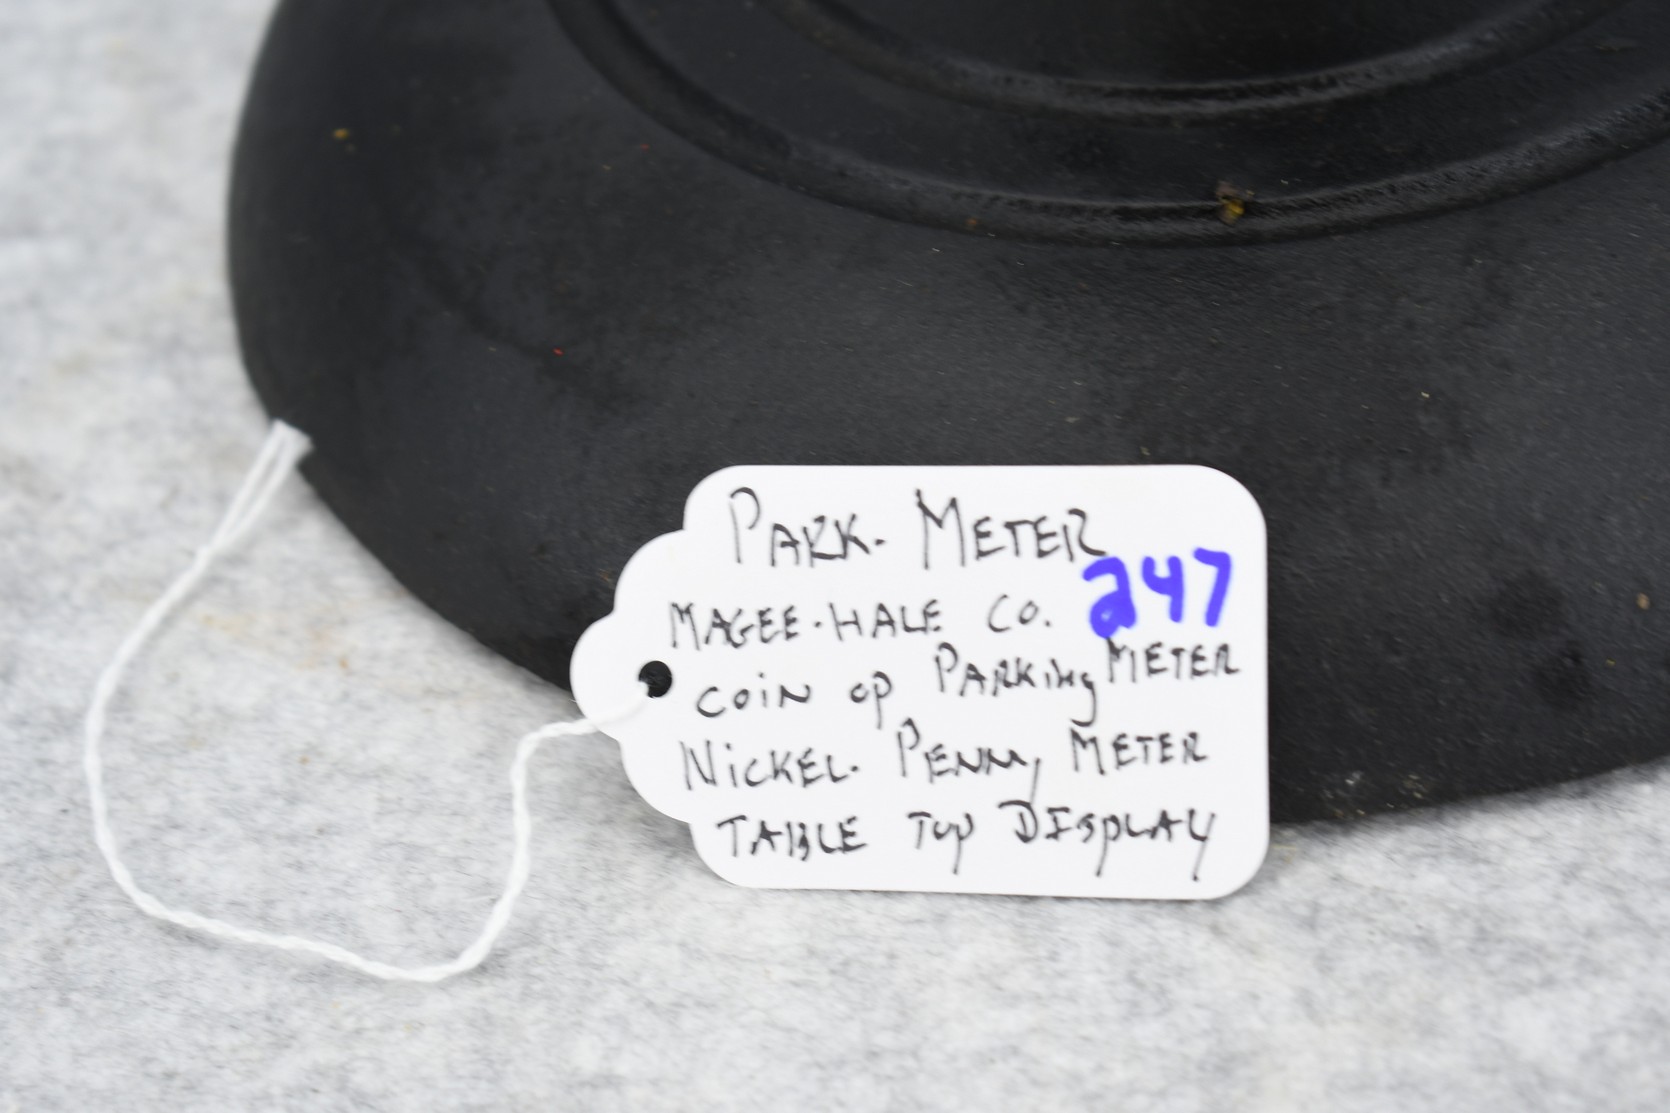 PARK-METER
247
MAGEE-HALE CO.
COIN OP PARKING METER
NICKEL-PENNY METER
TABLE TOP DISPLAY